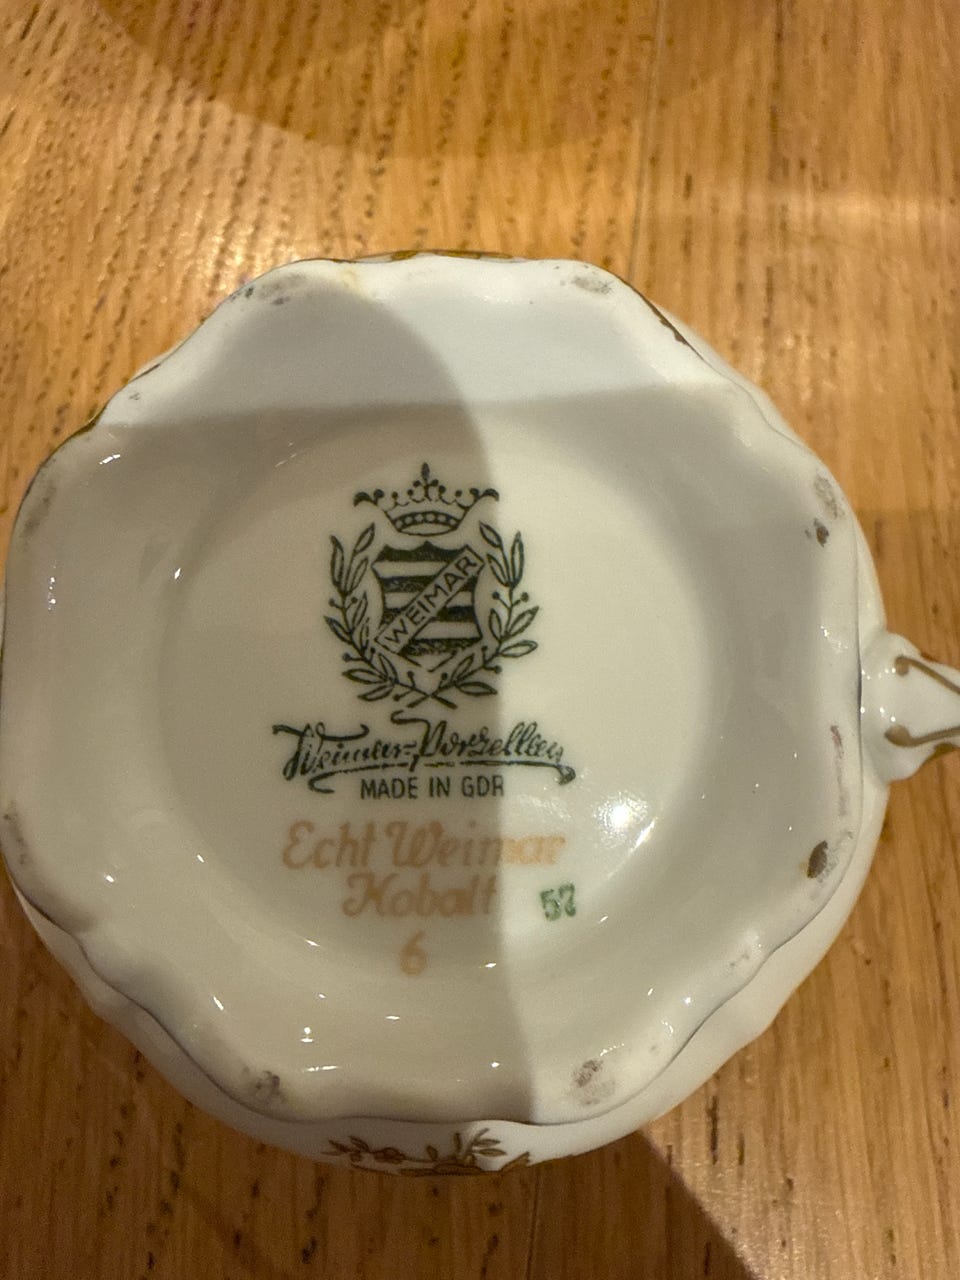 WEIMAR
Weimar-Porzellan
MADE IN GDR
Echt Weimar
Kobalt
57
6